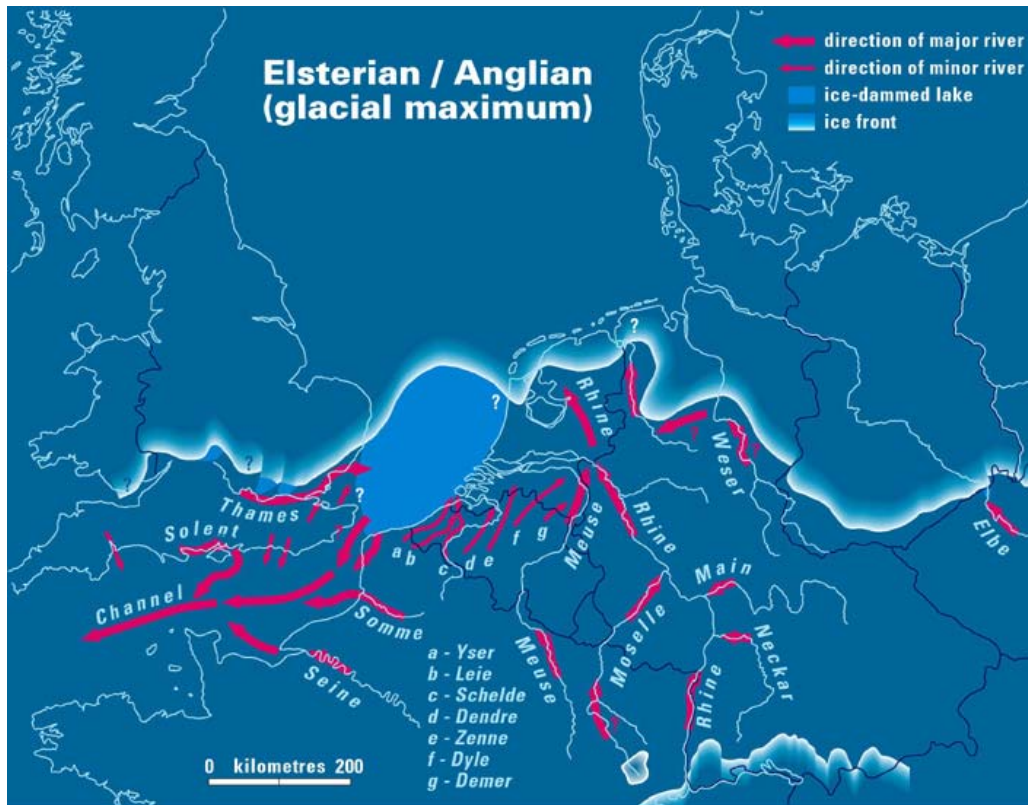 Elsterian / Anglian
(glacial maximum)
direction of major river
direction of minor river
ice-dammed lake
ice front
?
?
?
?
?
Rhine
Weser
Elbe
Thames
Solent
Channel
Somme
Seine
a b c d e f g
Meuse
Rhine
Main
Moselle
Neckar
Meuse
Rhine
a - Yser
b - Leie
c - Schelde
d - Dendre
e - Zenne
f - Dyle
g - Demer
0 kilometres 200